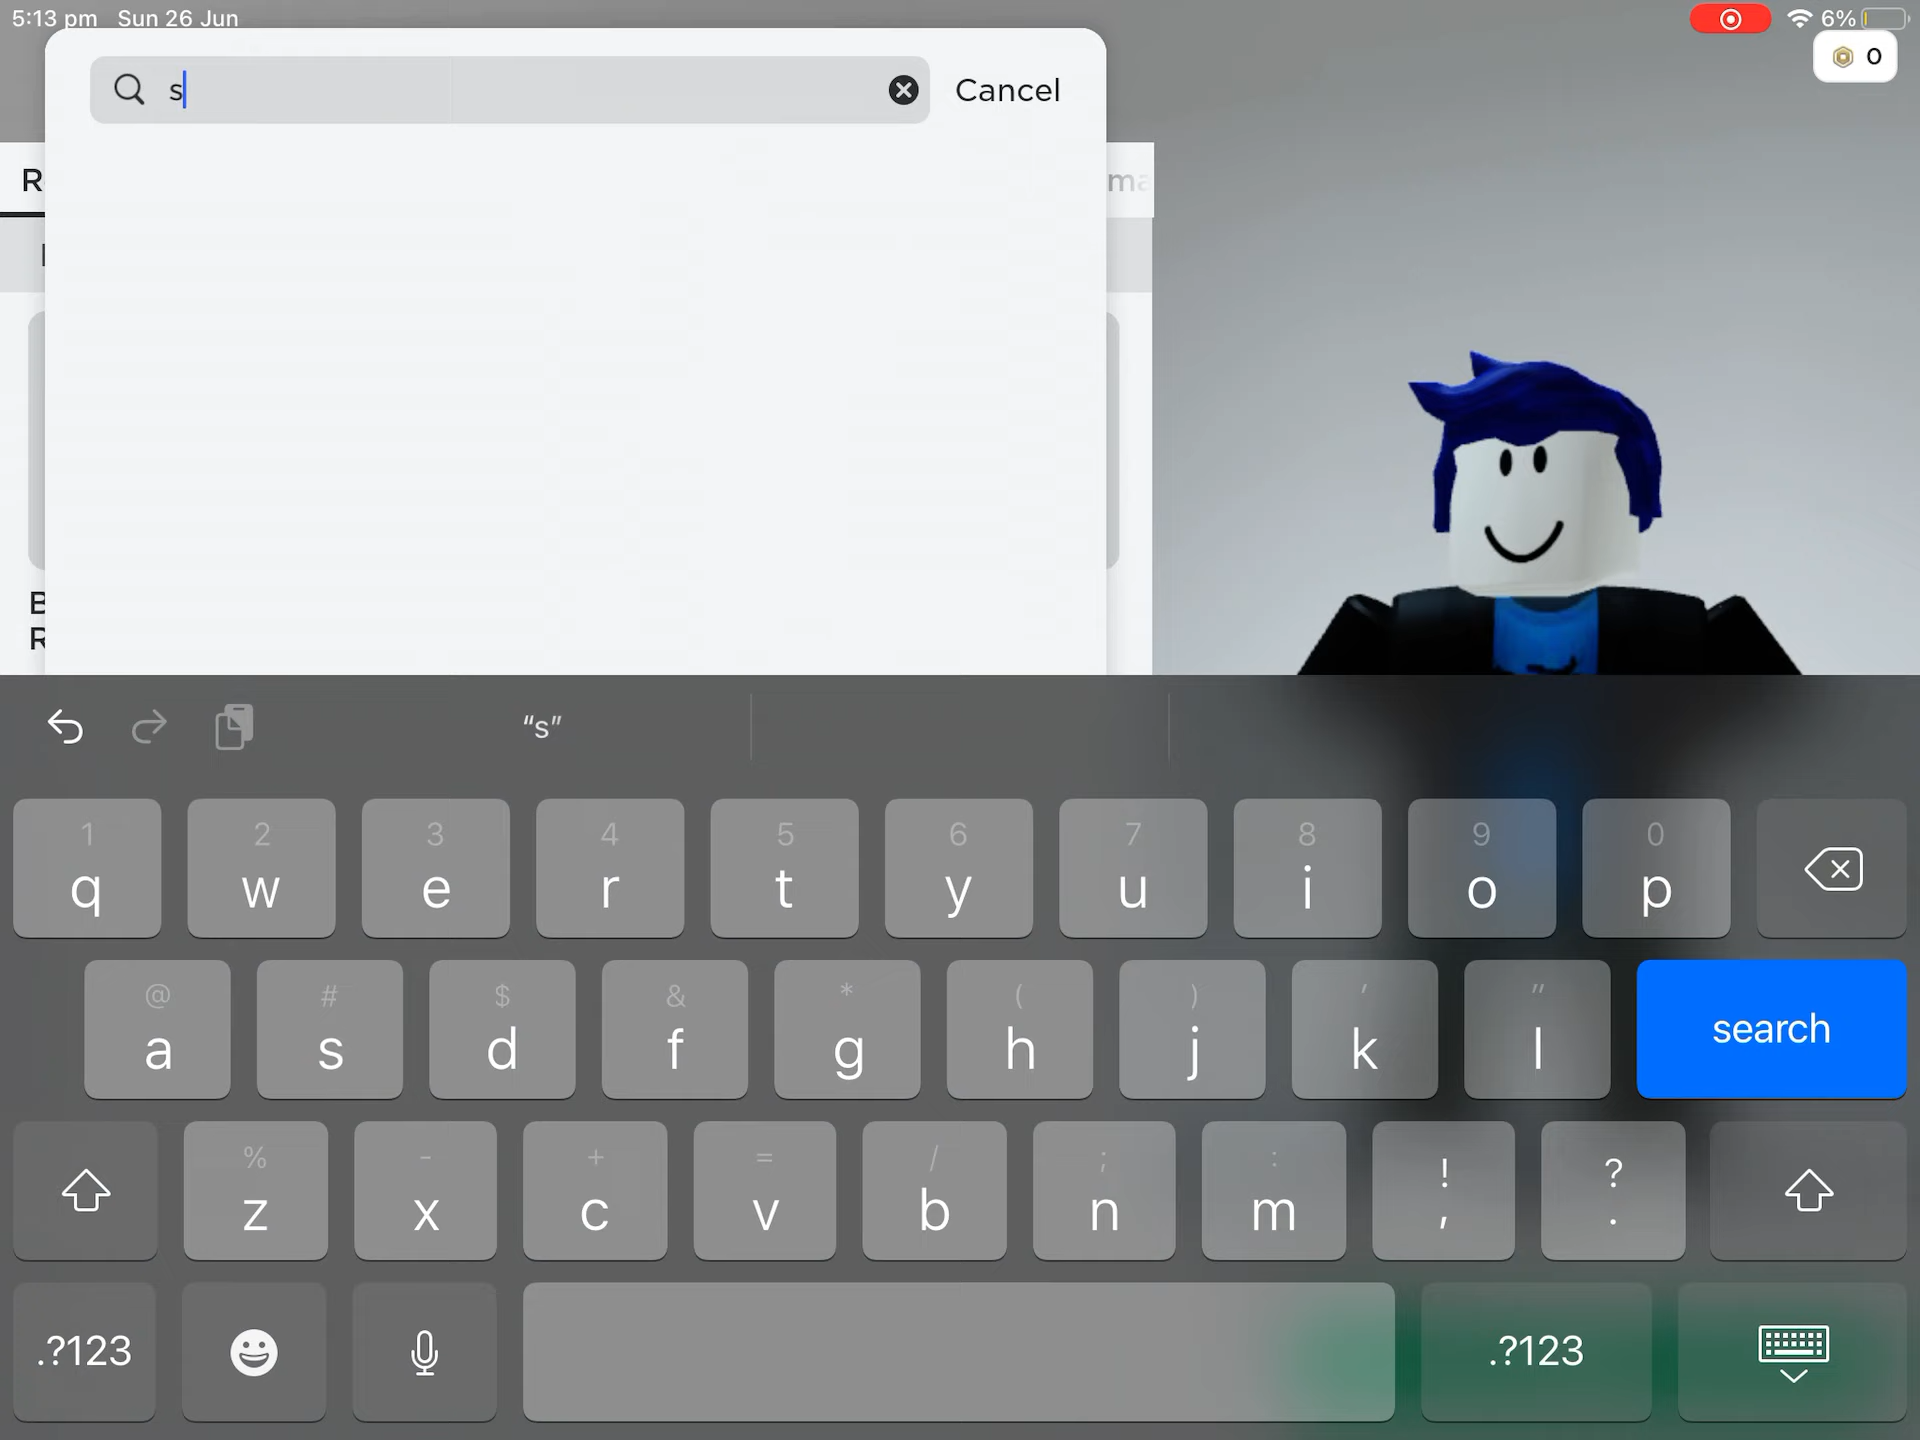 5:13 pm Sun 26 Jun
6%
0
s
Cancel
R
ma
B
R
“s”
1 2 3 4 5 6 7 8 9 0
q w e r t y u i o p
@ # $ & * ( ) ' "
a s d f g h j k l
search
% - + = / ; : ! ?
z x c v b n m , .
.?123
.?123